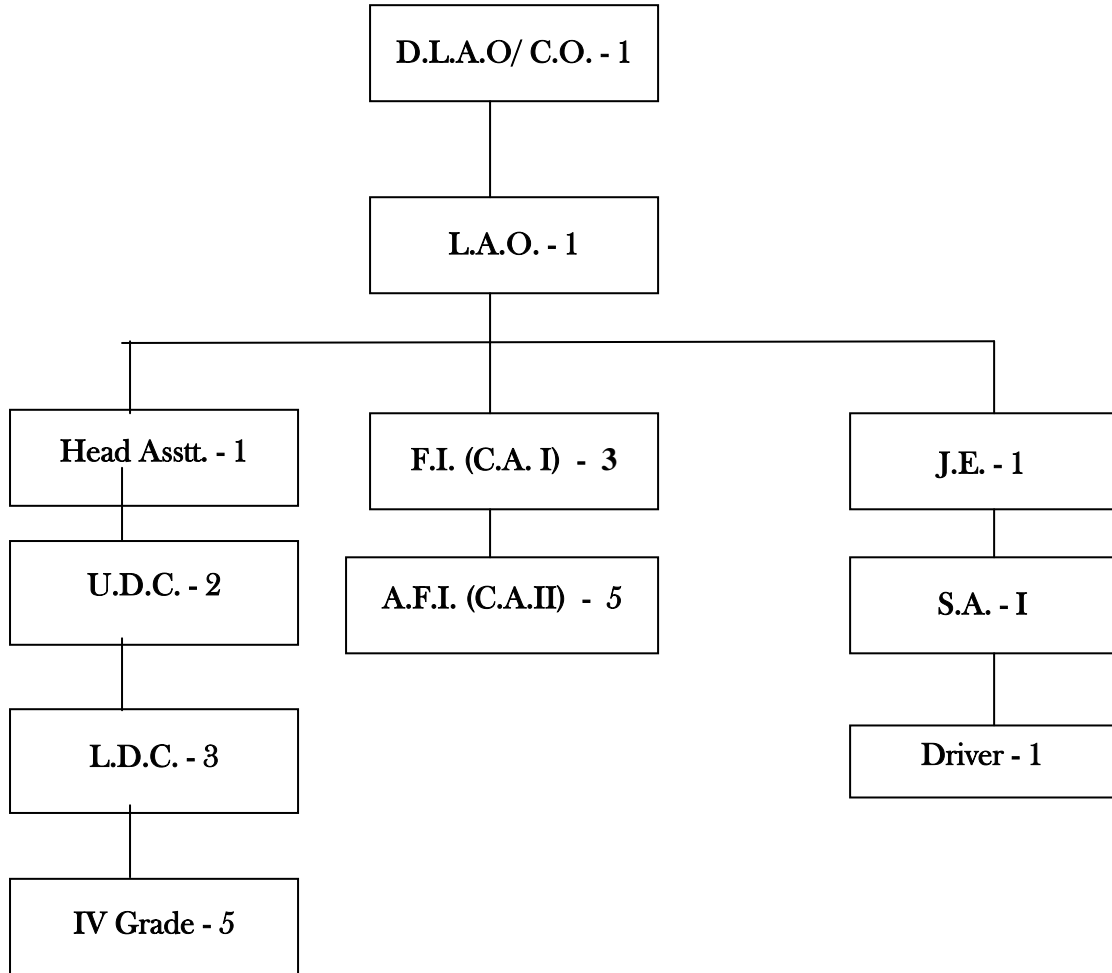 D.L.A.O/ C.O. - 1
L.A.O. - 1
Head Asstt. - 1
F.I. (C.A. I) - 3
J.E. - 1
U.D.C. - 2
A.F.I. (C.A.II) - 5
S.A. - I
L.D.C. - 3
Driver - 1
IV Grade - 5